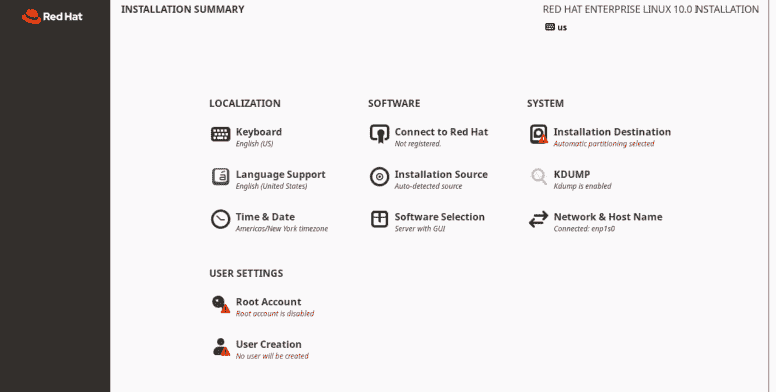 Red Hat
INSTALLATION SUMMARY
RED HAT ENTERPRISE LINUX 10.0 INSTALLATION
us
LOCALIZATION
Keyboard
English (US)
Language Support
English (United States)
Time & Date
Americas/New York timezone
SOFTWARE
Connect to Red Hat
Not registered.
Installation Source
Auto-detected source
Software Selection
Server with GUI
SYSTEM
Installation Destination
Automatic partitioning selected
KDUMP
Kdump is enabled
Network & Host Name
Connected: enp1s0
USER SETTINGS
Root Account
Root account is disabled
User Creation
No user will be created